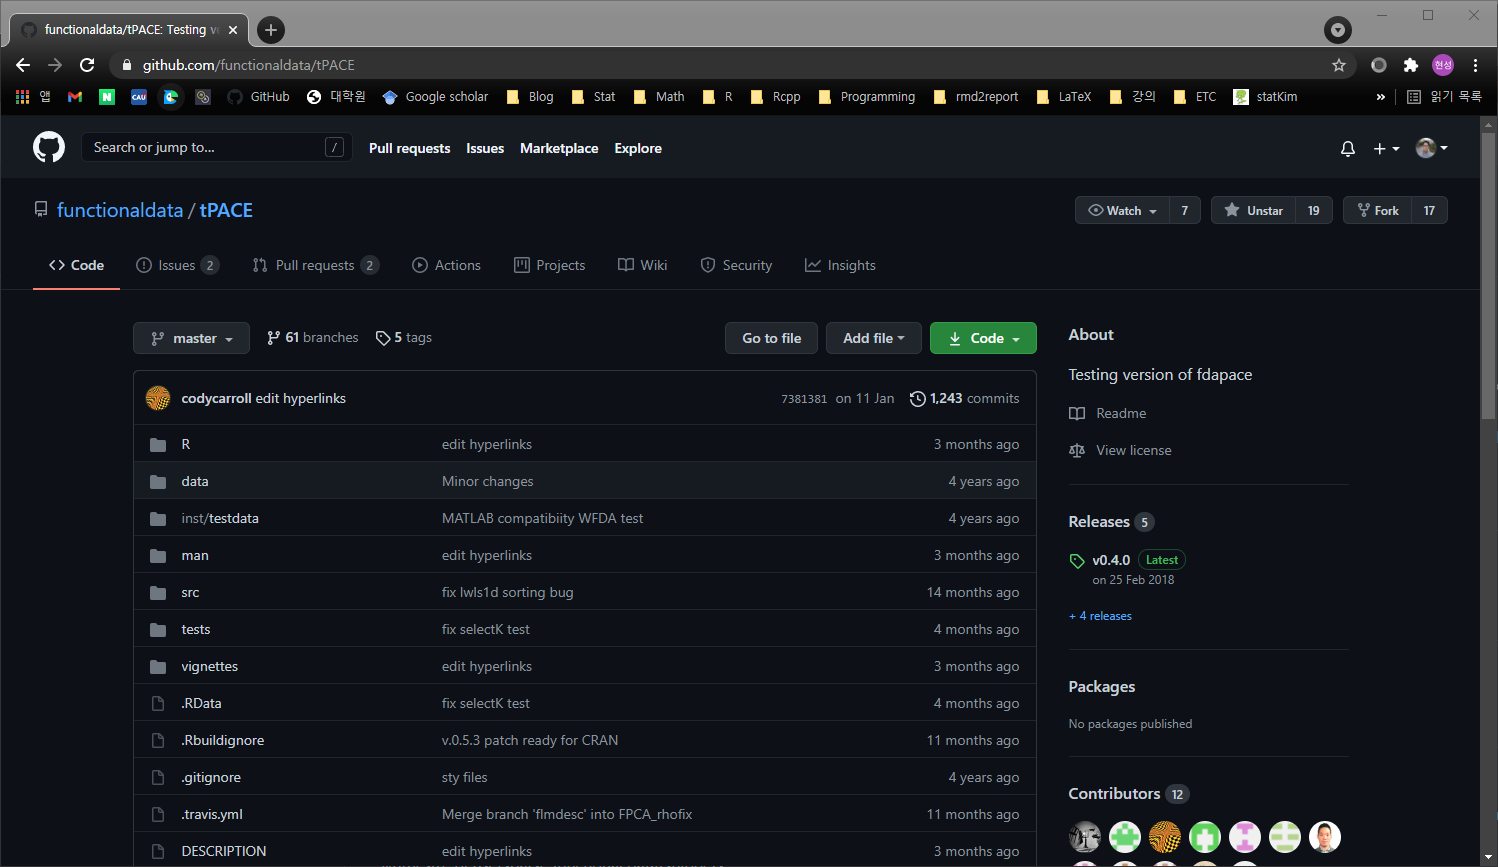 functionaldata/tPACE: Testing ve
github.com/functionaldata/tPACE
현성
앱
N
CAU
GitHub
대학원
Google scholar
Blog
Stat
Math
R
Rcpp
Programming
rmd2report
LaTeX
강의
ETC
statKim
»
읽기 목록
Search or jump to...
/
Pull requests
Issues
Marketplace
Explore
functionaldata / tPACE
Watch 7
Unstar 19
Fork 17
Code
Issues 2
Pull requests 2
Actions
Projects
Wiki
Security
Insights
master
61 branches
5 tags
Go to file
Add file
Code
codycarroll edit hyperlinks
7381381 on 11 Jan
1,243 commits
R edit hyperlinks 3 months ago
data Minor changes 4 years ago
inst/testdata MATLAB compatibiity WFDA test 4 years ago
man edit hyperlinks 3 months ago
src fix lwls1d sorting bug 14 months ago
tests fix selectK test 4 months ago
vignettes edit hyperlinks 3 months ago
.RData fix selectK test 4 months ago
.Rbuildignore v.0.5.3 patch ready for CRAN 11 months ago
.gitignore sty files 4 years ago
.travis.yml Merge branch 'flmdesc' into FPCA_rhofix 11 months ago
DESCRIPTION edit hyperlinks 3 months ago
About
Testing version of fdapace
Readme
View license
Releases 5
v0.4.0 Latest
on 25 Feb 2018
+ 4 releases
Packages
No packages published
Contributors 12